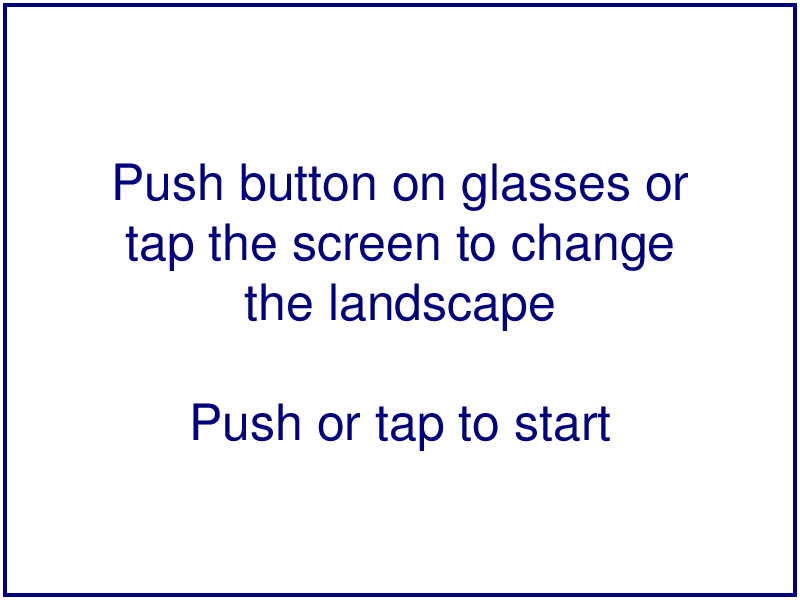 Push button on glasses or
tap the screen to change
the landscape
Push or tap to start